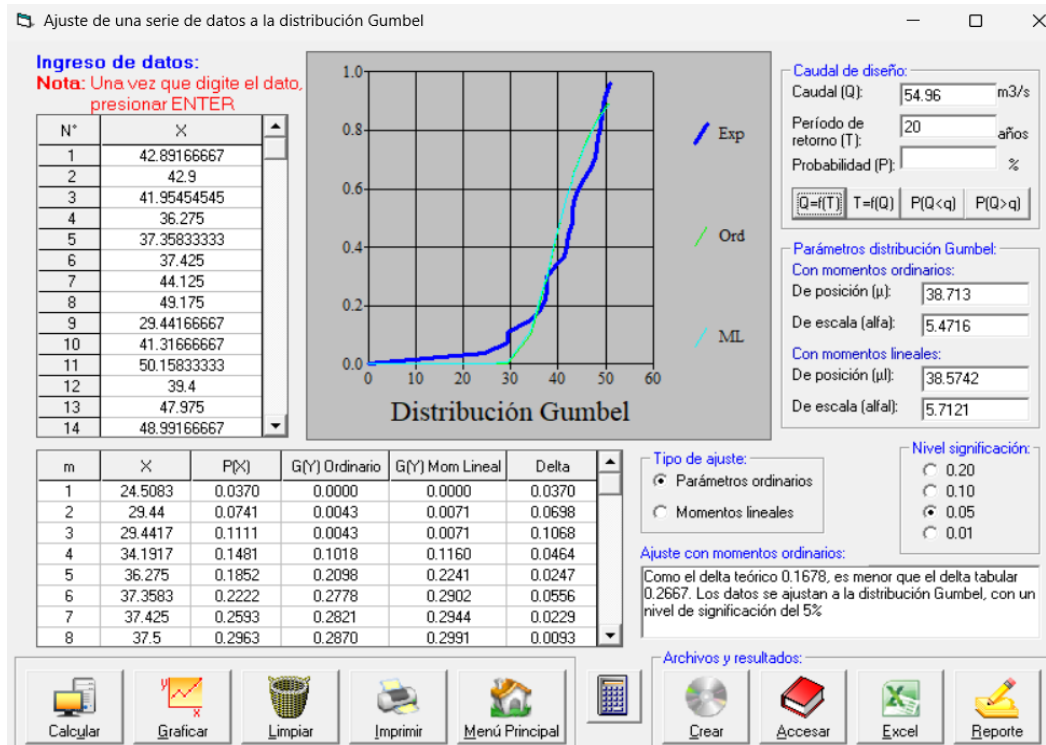 Ajuste de una serie de datos a la distribución Gumbel
Ingreso de datos:
Nota: Una vez que digite el dato,
presionar ENTER
N° X
1 42.89166667
2 42.9
3 41.95454545
4 36.275
5 37.35833333
6 37.425
7 44.125
8 49.175
9 29.44166667
10 41.31666667
11 50.15833333
12 39.4
13 47.975
14 48.99166667
1.0
0.8
0.6
0.4
0.2
0.0
0 10 20 30 40 50 60
Distribución Gumbel
Exp
Ord
ML
Caudal de diseño:
Caudal (Q): 54.96 m3/s
Período de
retorno (T): 20 años
Probabilidad (P): %
Q=f(T) T=f(Q) P(Q<q) P(Q>q)
Parámetros distribución Gumbel:
Con momentos ordinarios:
De posición (µ): 38.713
De escala (alfa): 5.4716
Con momentos lineales:
De posición (µl): 38.5742
De escala (alfal): 5.7121
m X P(X) G(Y) Ordinario G(Y) Mom Lineal Delta
1 24.5083 0.0370 0.0000 0.0000 0.0370
2 29.44 0.0741 0.0043 0.0071 0.0698
3 29.4417 0.1111 0.0043 0.0071 0.1068
4 34.1917 0.1481 0.1018 0.1160 0.0464
5 36.275 0.1852 0.2098 0.2241 0.0247
6 37.3583 0.2222 0.2778 0.2902 0.0556
7 37.425 0.2593 0.2821 0.2944 0.0229
8 37.5 0.2963 0.2870 0.2991 0.0093
Tipo de ajuste:
Parámetros ordinarios
Momentos lineales
Nivel significación:
0.20
0.10
0.05
0.01
Ajuste con momentos ordinarios:
Como el delta teórico 0.1678, es menor que el delta tabular
0.2667. Los datos se ajustan a la distribución Gumbel, con un
nivel de significación del 5%
Calcular
Graficar
Limpiar
Imprimir
Menú Principal
Archivos y resultados:
Crear
Accesar
Excel
Reporte